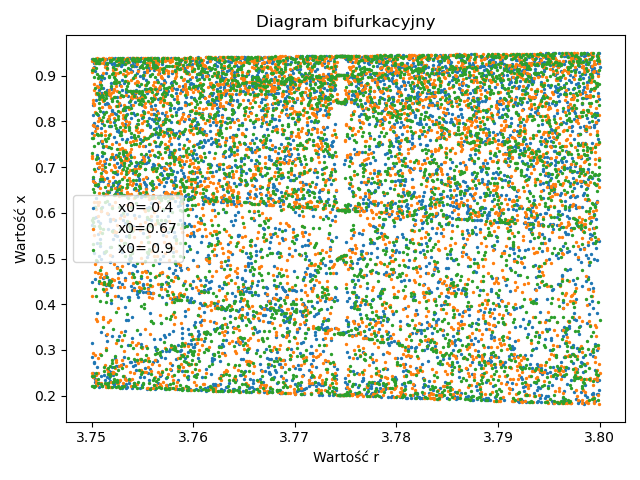 Diagram bifurkacyjny
Wartość x
0.9
0.8
0.7
0.6
0.5
0.4
0.3
0.2
x0= 0.4
x0=0.67
x0= 0.9
3.75 3.76 3.77 3.78 3.79 3.80
Wartość r